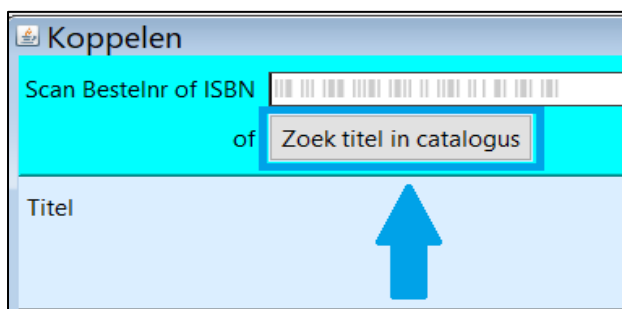 Koppelen
Scan Bestelnr of ISBN
of Zoek titel in catalogus
Titel